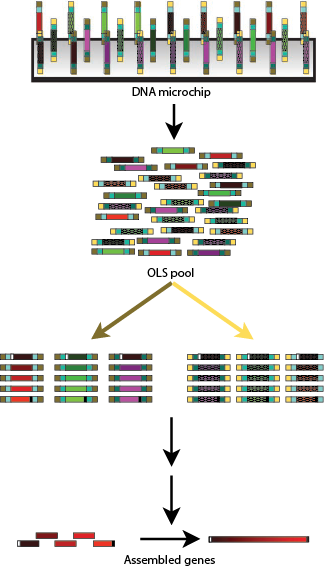 DNA microchip
OLS pool
Assembled genes